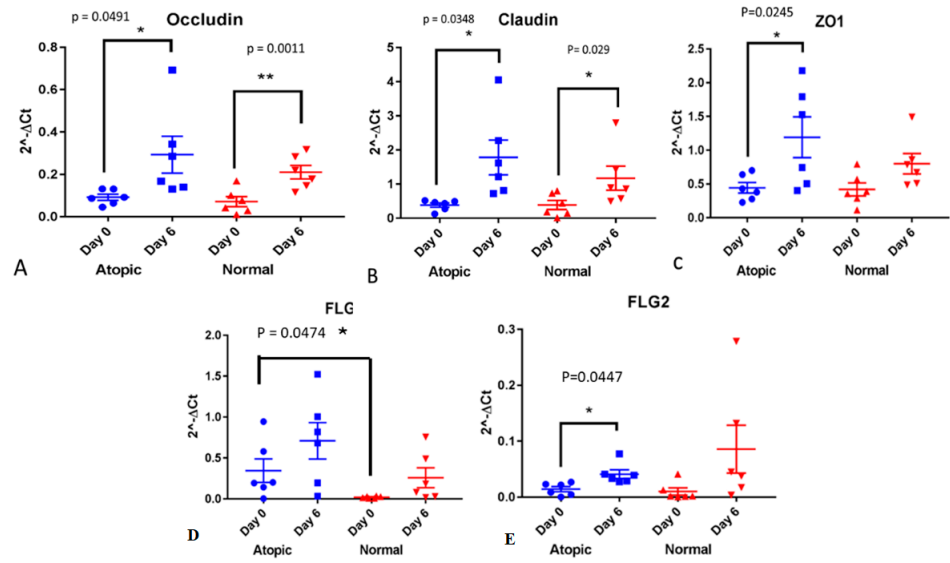 Occludin
p = 0.0491
*
p = 0.0011
**
2^-ΔCt
0.8
0.6
0.4
0.2
0.0
Day 0
Day 6
Day 0
Day 6
Atopic
Normal
A
Claudin
p = 0.0348
*
P= 0.029
*
2^-ΔCt
5
4
3
2
1
0
Day 0
Day 6
Day 0
Day 6
Atopic
Normal
B
ZO1
P=0.0245
*
2^-ΔCt
2.5
2.0
1.5
1.0
0.5
0.0
Day 0
Day 6
Day 0
Day 6
Atopic
Normal
C
FLG
P = 0.0474
*
2^-ΔCt
2.0
1.5
1.0
0.5
0.0
Day 0
Day 6
Day 0
Day 6
Atopic
Normal
D
FLG2
P=0.0447
*
2^-ΔCt
0.3
0.2
0.1
0.0
Day 0
Day 6
Day 0
Day 6
Atopic
Normal
E